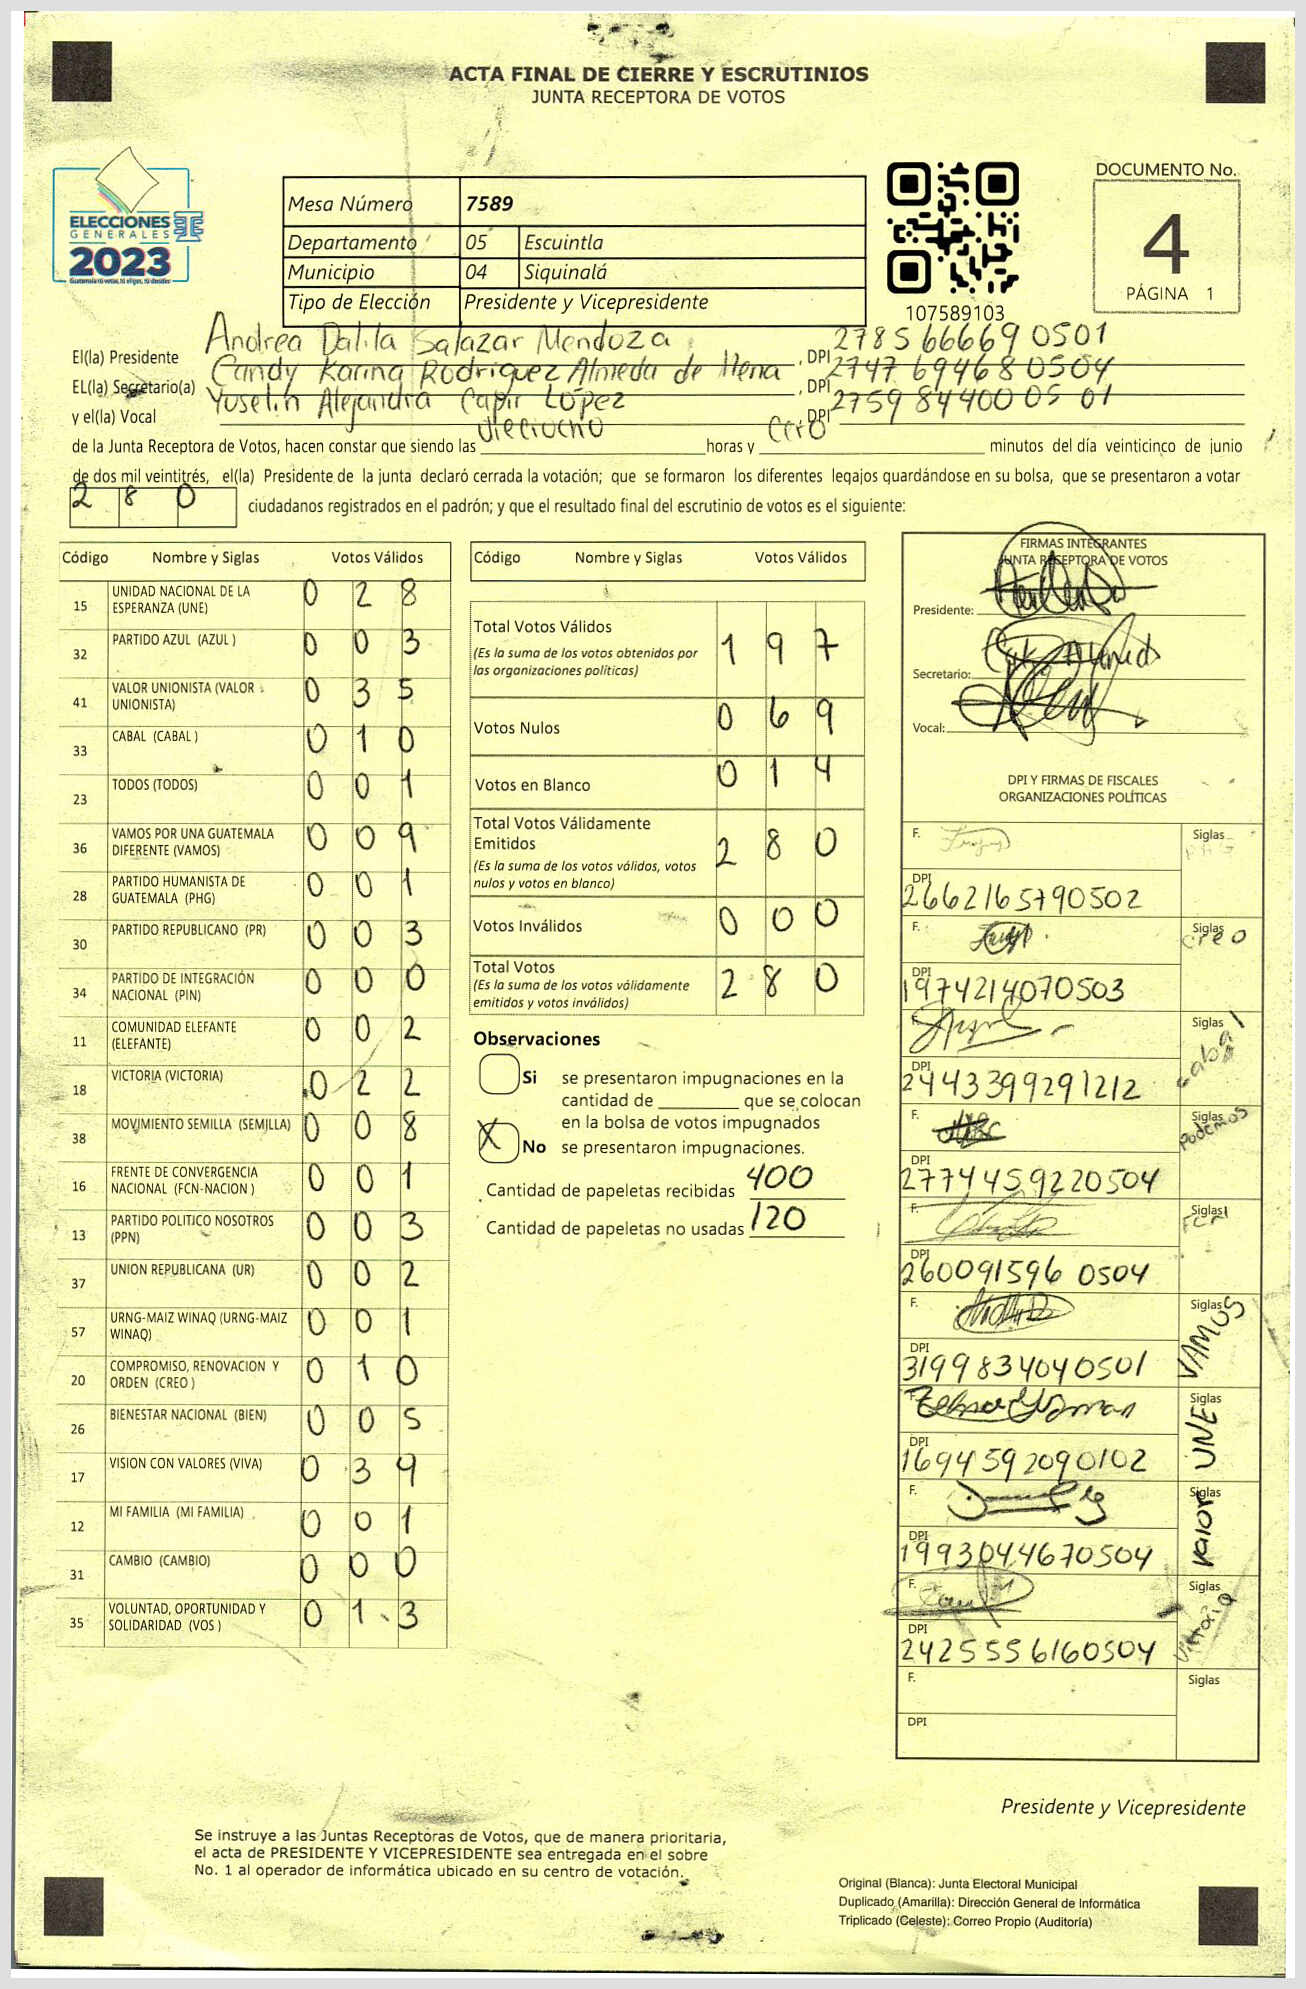 ACTA FINAL DE CIERRE Y ESCRUTINIOS
JUNTA RECEPTORA DE VOTOS
ELECCIONES
GENERALES
2023
Guatemala tú votas, tú eliges, tú decides
Mesa Número 7589
Departamento 05 Escuintla
Municipio 04 Siquinalá
Tipo de Elección Presidente y Vicepresidente
107589103
DOCUMENTO No.
4
PÁGINA 1
El(la) Presidente Andrea Dalila Salazar Mendoza, DPI 2785 66669 0501
EL(la) Secretario(a) Candy Karina Rodriguez Almeda de Mena, DPI 2747 69468 0504
y el(la) Vocal Yuselin Alejandra Capir López, DPI 2759 84400 05 01
de la Junta Receptora de Votos, hacen constar que siendo las dieciocho horas y cero minutos del día veinticinco de junio
de dos mil veintitrés, el(la) Presidente de la junta declaró cerrada la votación; que se formaron los diferentes legajos guardándose en su bolsa, que se presentaron a votar
2 8 0 ciudadanos registrados en el padrón; y que el resultado final del escrutinio de votos es el siguiente:
Código Nombre y Siglas Votos Válidos
15 UNIDAD NACIONAL DE LA ESPERANZA (UNE) 0 2 8
32 PARTIDO AZUL (AZUL ) 0 0 3
41 VALOR UNIONISTA (VALOR UNIONISTA) 0 3 5
33 CABAL (CABAL ) 0 1 0
23 TODOS (TODOS) 0 0 1
36 VAMOS POR UNA GUATEMALA DIFERENTE (VAMOS) 0 0 9
28 PARTIDO HUMANISTA DE GUATEMALA (PHG) 0 0 1
30 PARTIDO REPUBLICANO (PR) 0 0 3
34 PARTIDO DE INTEGRACIÓN NACIONAL (PIN) 0 0 0
11 COMUNIDAD ELEFANTE (ELEFANTE) 0 0 2
18 VICTORIA (VICTORIA) 0 2 2
38 MOVIMIENTO SEMILLA (SEMILLA) 0 0 8
16 FRENTE DE CONVERGENCIA NACIONAL (FCN-NACION ) 0 0 1
13 PARTIDO POLITICO NOSOTROS (PPN) 0 0 3
37 UNION REPUBLICANA (UR) 0 0 2
57 URNG-MAIZ WINAQ (URNG-MAIZ WINAQ) 0 0 1
20 COMPROMISO, RENOVACION Y ORDEN (CREO ) 0 1 0
26 BIENESTAR NACIONAL (BIEN) 0 0 5
17 VISION CON VALORES (VIVA) 0 3 9
12 MI FAMILIA (MI FAMILIA) 0 0 1
31 CAMBIO (CAMBIO) 0 0 0
35 VOLUNTAD, OPORTUNIDAD Y SOLIDARIDAD (VOS ) 0 1 3
Código Nombre y Siglas Votos Válidos
Total Votos Válidos 1 9 7
(Es la suma de los votos obtenidos por
las organizaciones políticas)
Votos Nulos 0 6 9
Votos en Blanco 0 1 4
Total Votos Válidamente
Emitidos 2 8 0
(Es la suma de los votos válidos, votos
nulos y votos en blanco)
Votos Inválidos 0 0 0
Total Votos 2 8 0
(Es la suma de los votos válidamente
emitidos y votos inválidos)
Observaciones
Si se presentaron impugnaciones en la
cantidad de ________ que se colocan
en la bolsa de votos impugnados
X No se presentaron impugnaciones.
Cantidad de papeletas recibidas 400
Cantidad de papeletas no usadas 120
FIRMAS INTEGRANTES
JUNTA RECEPTORA DE VOTOS
Presidente:
Secretario:
Vocal:
DPI Y FIRMAS DE FISCALES
ORGANIZACIONES POLÍTICAS
F. Siglas PHG
DPI 2662165790502
F. Siglas creo
DPI 1974214070503
F. Siglas cabal
DPI 2443399291212
F. Siglas Podemos
DPI 2774459220504
F. Siglas FCN
DPI 260091596 0504
F. Siglas VAMOS
DPI 3199834040501
F. Siglas UNE
DPI 1694592090102
F. Siglas Valor
DPI 1993044670504
F. Siglas Victoria
DPI 2425556160504
F. Siglas
DPI
Presidente y Vicepresidente
Se instruye a las Juntas Receptoras de Votos, que de manera prioritaria,
el acta de PRESIDENTE Y VICEPRESIDENTE sea entregada en el sobre
No. 1 al operador de informática ubicado en su centro de votación.
Original (Blanca): Junta Electoral Municipal
Duplicado (Amarilla): Dirección General de Informática
Triplicado (Celeste): Correo Propio (Auditoría)